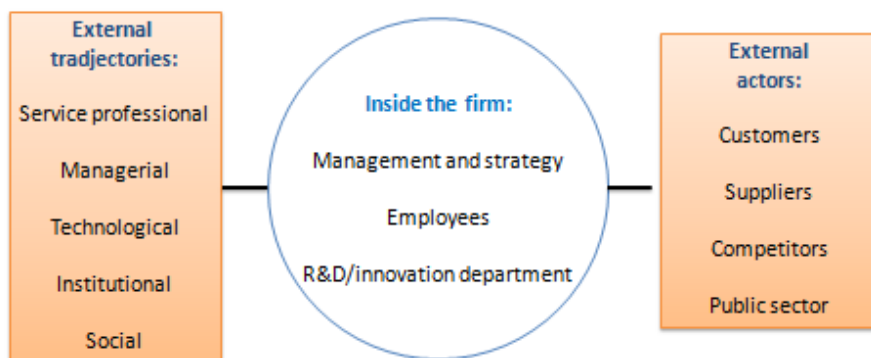 External
tradjectories:
Service professional
Managerial
Technological
Institutional
Social
Inside the firm:
Management and strategy
Employees
R&D/innovation department
External
actors:
Customers
Suppliers
Competitors
Public sector